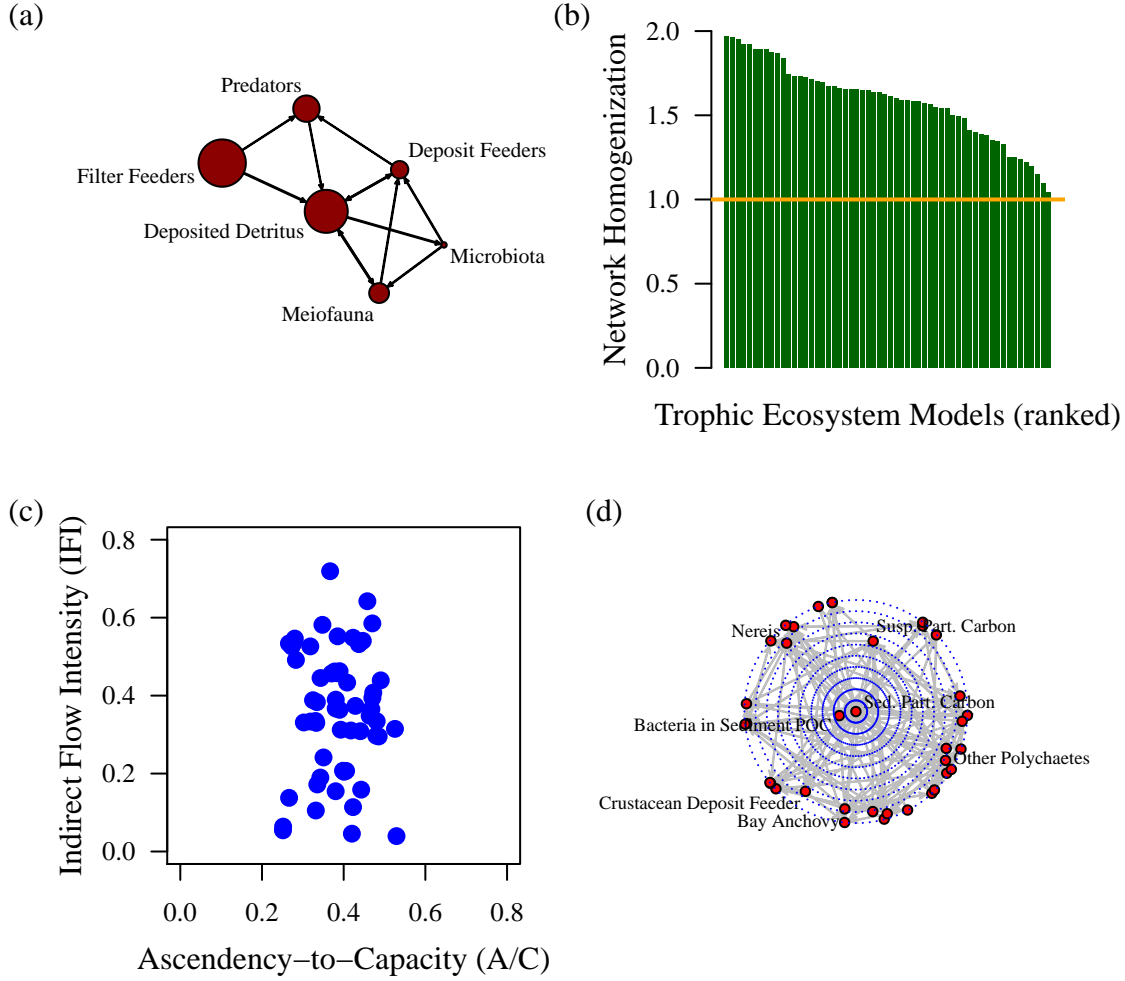 (a)
Predators
Deposit Feeders
Filter Feeders
Deposited Detritus
Microbiota
Meiofauna
(b)
Network Homogenization
2.0
1.5
1.0
0.5
0.0
Trophic Ecosystem Models (ranked)
(c)
Indirect Flow Intensity (IFI)
0.8
0.6
0.4
0.2
0.0
0.0 0.2 0.4 0.6 0.8
Ascendency−to−Capacity (A/C)
(d)
Nereis
Susp. Part. Carbon
Sed. Part. Carbon
Bacteria in Sediment POC
Other Polychaetes
Crustacean Deposit Feeder
Bay Anchovy